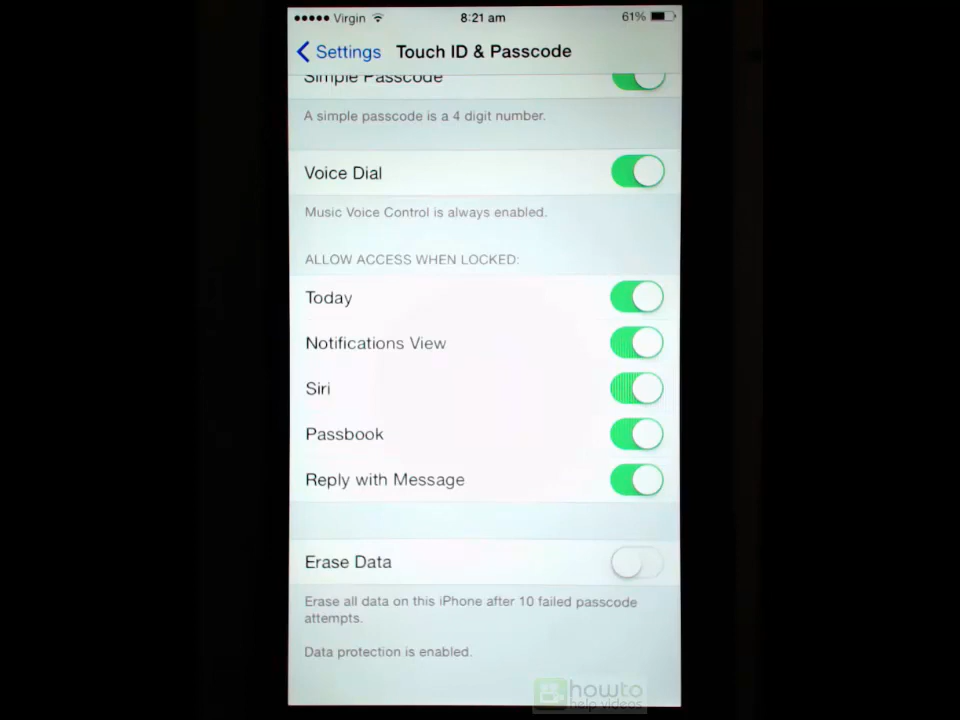 Virgin
8:21 am
61%
Settings
Touch ID & Passcode
Simple Passcode
A simple passcode is a 4 digit number.
Voice Dial
Music Voice Control is always enabled.
ALLOW ACCESS WHEN LOCKED:
Today
Notifications View
Siri
Passbook
Reply with Message
Erase Data
Erase all data on this iPhone after 10 failed passcode
attempts.
Data protection is enabled.
howto
help videos